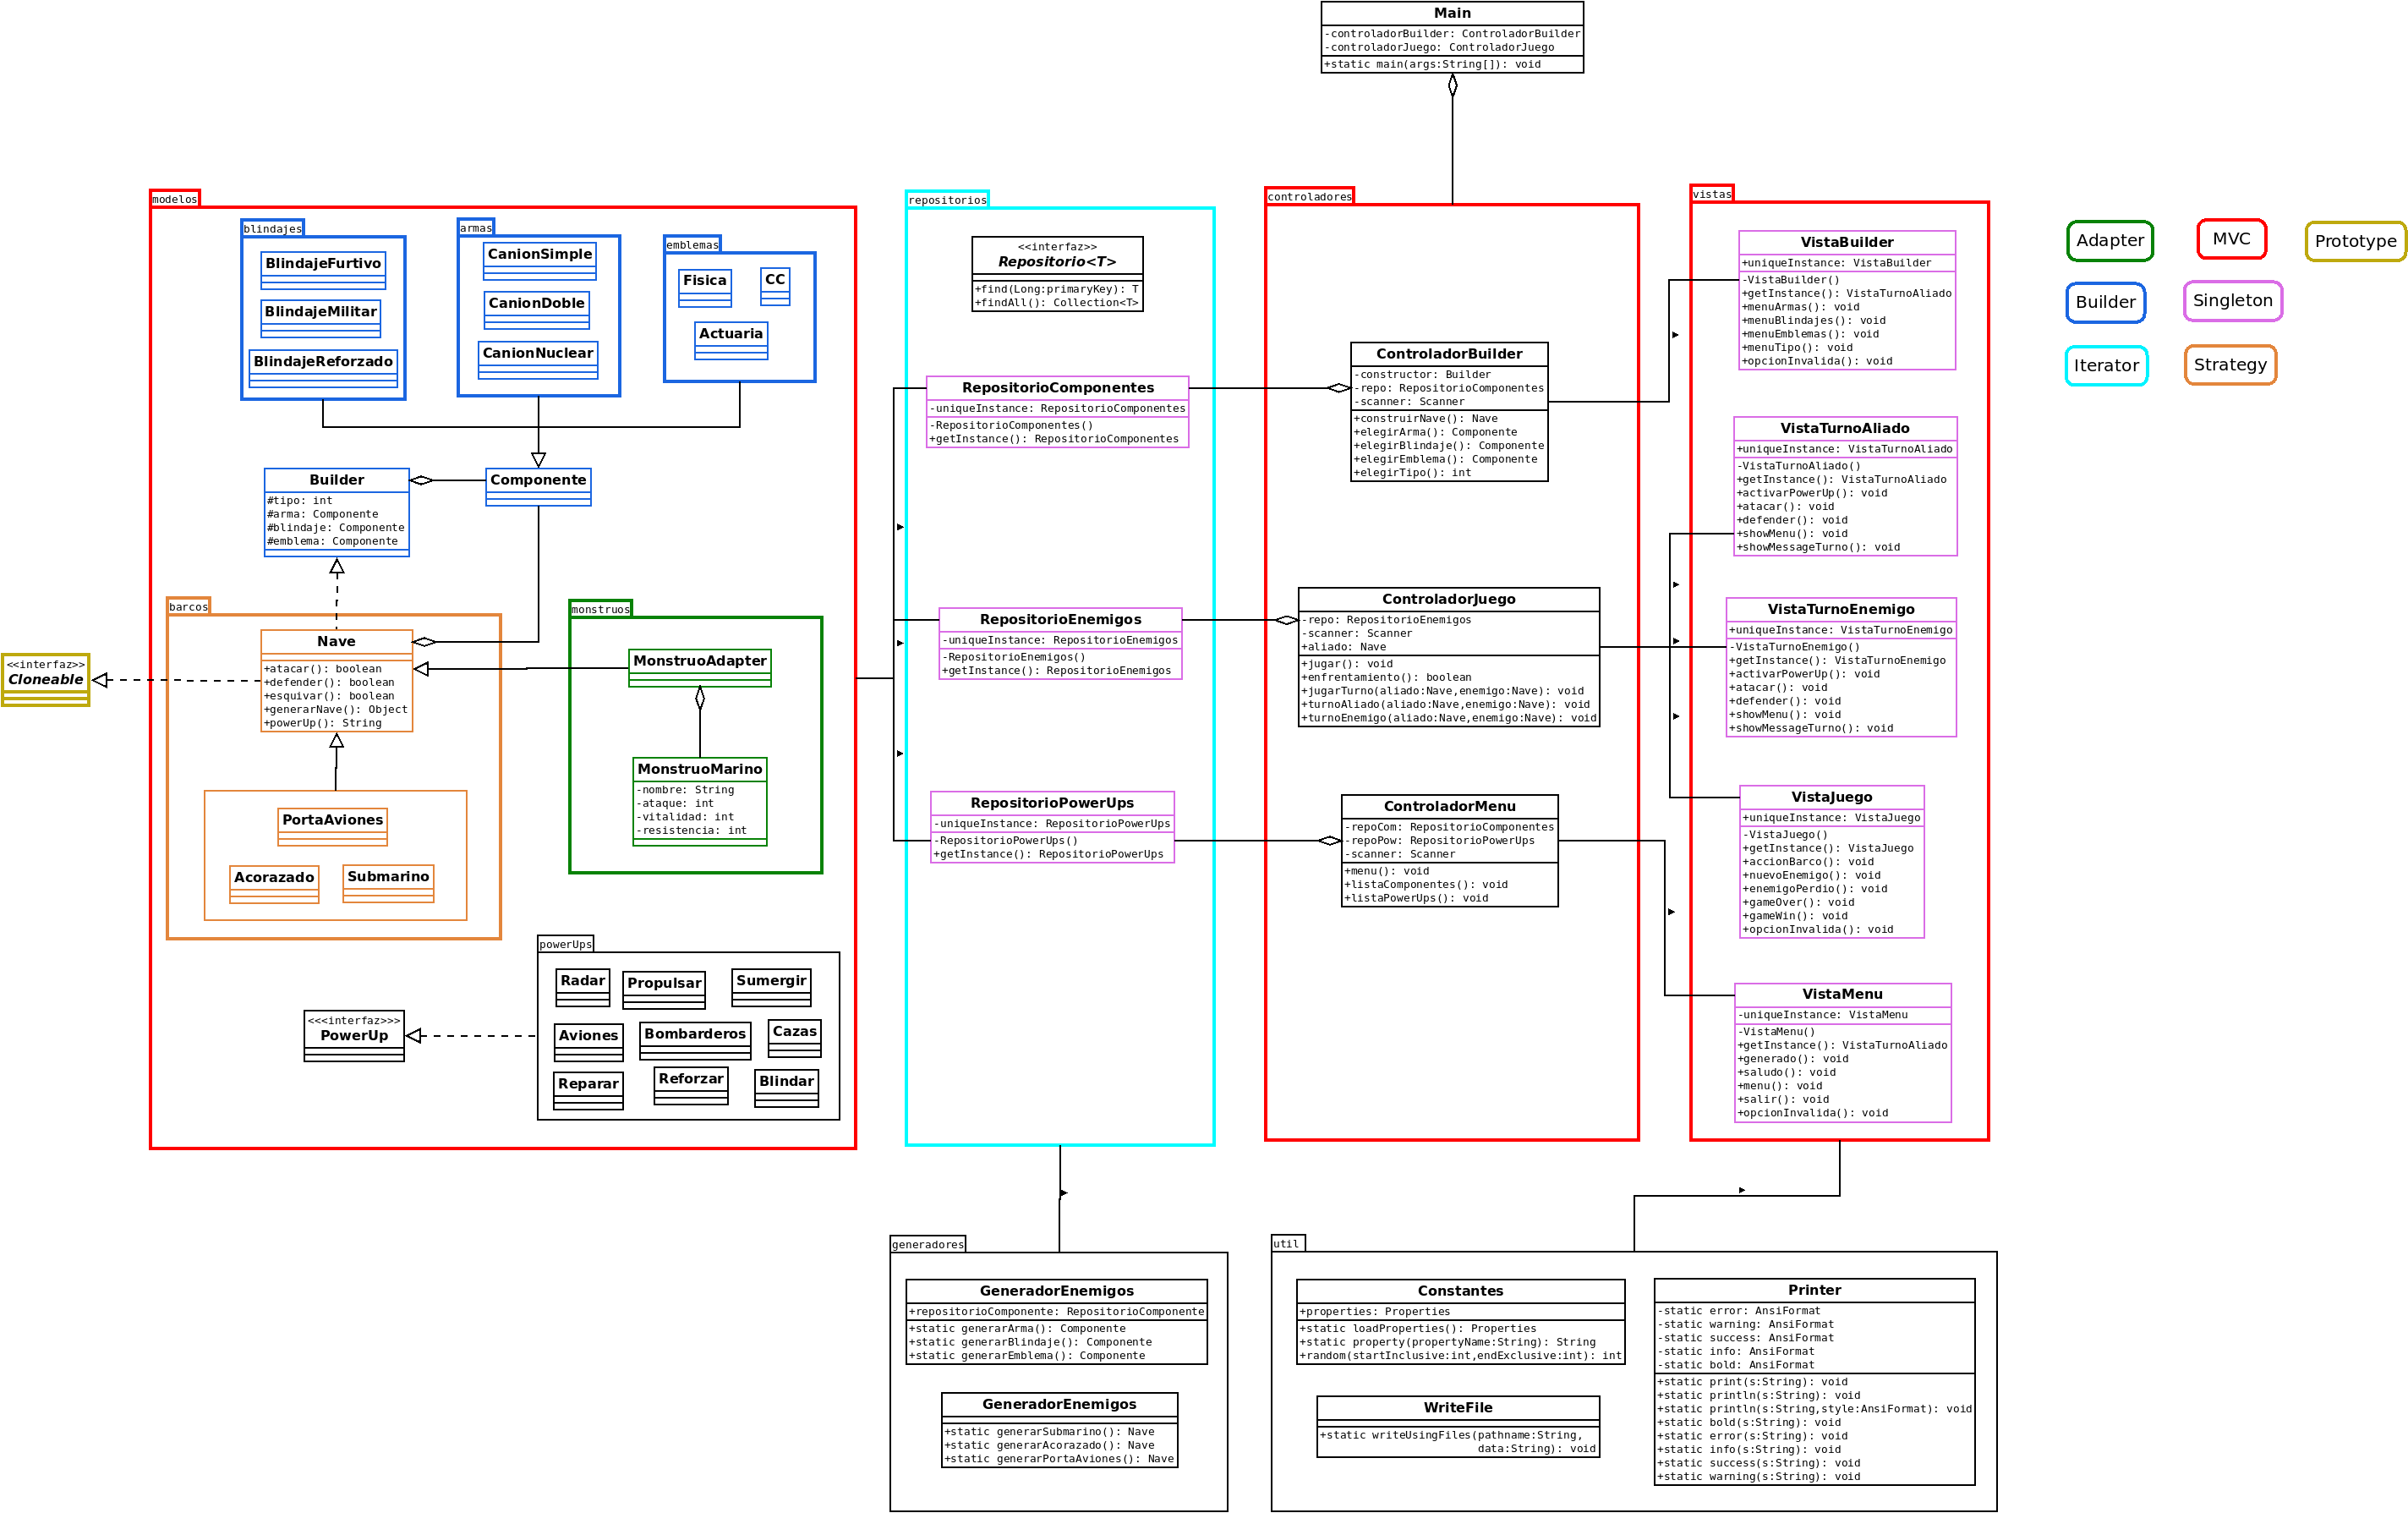 Main
-controladorBuilder: ControladorBuilder
-controladorJuego: ControladorJuego
+static main(args:String[]): void
modelos
blindajes
BlindajeFurtivo
BlindajeMilitar
BlindajeReforzado
armas
CanionSimple
CanionDoble
CanionNuclear
emblemas
Fisica
CC
Actuaria
Builder
#tipo: int
#arma: Componente
#blindaje: Componente
#emblema: Componente
Componente
barcos
Nave
+atacar(): boolean
+defender(): boolean
+esquivar(): boolean
+generarNave(): Object
+powerUp(): String
<<interfaz>>
Cloneable
PortaAviones
Acorazado
Submarino
monstruos
MonstruoAdapter
MonstruoMarino
-nombre: String
-ataque: int
-vitalidad: int
-resistencia: int
<<<interfaz>>>
PowerUp
powerUps
Radar
Propulsar
Sumergir
Aviones
Bombarderos
Cazas
Reparar
Reforzar
Blindar
repositorios
<<interfaz>>
Repositorio<T>
+find(Long:primaryKey): T
+findAll(): Collection<T>
RepositorioComponentes
-uniqueInstance: RepositorioComponentes
-RepositorioComponentes()
+getInstance(): RepositorioComponentes
RepositorioEnemigos
-uniqueInstance: RepositorioEnemigos
-RepositorioEnemigos()
+getInstance(): RepositorioEnemigos
RepositorioPowerUps
-uniqueInstance: RepositorioPowerUps
-RepositorioPowerUps()
+getInstance(): RepositorioPowerUps
controladores
ControladorBuilder
-constructor: Builder
-repo: RepositorioComponentes
-scanner: Scanner
+construirNave(): Nave
+elegirArma(): Componente
+elegirBlindaje(): Componente
+elegirEmblema(): Componente
+elegirTipo(): int
ControladorJuego
-repo: RepositorioEnemigos
-scanner: Scanner
+aliado: Nave
+jugar(): void
+enfrentamiento(): boolean
+jugarTurno(aliado:Nave,enemigo:Nave): void
+turnoAliado(aliado:Nave,enemigo:Nave): void
+turnoEnemigo(aliado:Nave,enemigo:Nave): void
ControladorMenu
-repoCom: RepositorioComponentes
-repoPow: RepositorioPowerUps
-scanner: Scanner
+menu(): void
+listaComponentes(): void
+listaPowerUps(): void
vistas
VistaBuilder
+uniqueInstance: VistaBuilder
-VistaBuilder()
+getInstance(): VistaTurnoAliado
+menuArmas(): void
+menuBlindajes(): void
+menuEmblemas(): void
+menuTipo(): void
+opcionInvalida(): void
VistaTurnoAliado
+uniqueInstance: VistaTurnoAliado
-VistaTurnoAliado()
+getInstance(): VistaTurnoAliado
+activarPowerUp(): void
+atacar(): void
+defender(): void
+showMenu(): void
+showMessageTurno(): void
VistaTurnoEnemigo
+uniqueInstance: VistaTurnoEnemigo
-VistaTurnoEnemigo()
+getInstance(): VistaTurnoEnemigo
+activarPowerUp(): void
+atacar(): void
+defender(): void
+showMenu(): void
+showMessageTurno(): void
VistaJuego
+uniqueInstance: VistaJuego
-VistaJuego()
+getInstance(): VistaJuego
+accionBarco(): void
+nuevoEnemigo(): void
+enemigoPerdio(): void
+gameOver(): void
+gameWin(): void
+opcionInvalida(): void
VistaMenu
-uniqueInstance: VistaMenu
-VistaMenu()
+getInstance(): VistaTurnoAliado
+generado(): void
+saludo(): void
+menu(): void
+salir(): void
+opcionInvalida(): void
Adapter
MVC
Prototype
Builder
Singleton
Iterator
Strategy
generadores
GeneradorEnemigos
+repositorioComponente: RepositorioComponente
+static generarArma(): Componente
+static generarBlindaje(): Componente
+static generarEmblema(): Componente
GeneradorEnemigos
+static generarSubmarino(): Nave
+static generarAcorazado(): Nave
+static generarPortaAviones(): Nave
util
Constantes
+properties: Properties
+static loadProperties(): Properties
+static property(propertyName:String): String
+random(startInclusive:int,endExclusive:int): int
WriteFile
+static writeUsingFiles(pathname:String,
data:String): void
Printer
-static error: AnsiFormat
-static warning: AnsiFormat
-static success: AnsiFormat
-static info: AnsiFormat
-static bold: AnsiFormat
+static print(s:String): void
+static println(s:String): void
+static println(s:String,style:AnsiFormat): void
+static bold(s:String): void
+static error(s:String): void
+static info(s:String): void
+static success(s:String): void
+static warning(s:String): void